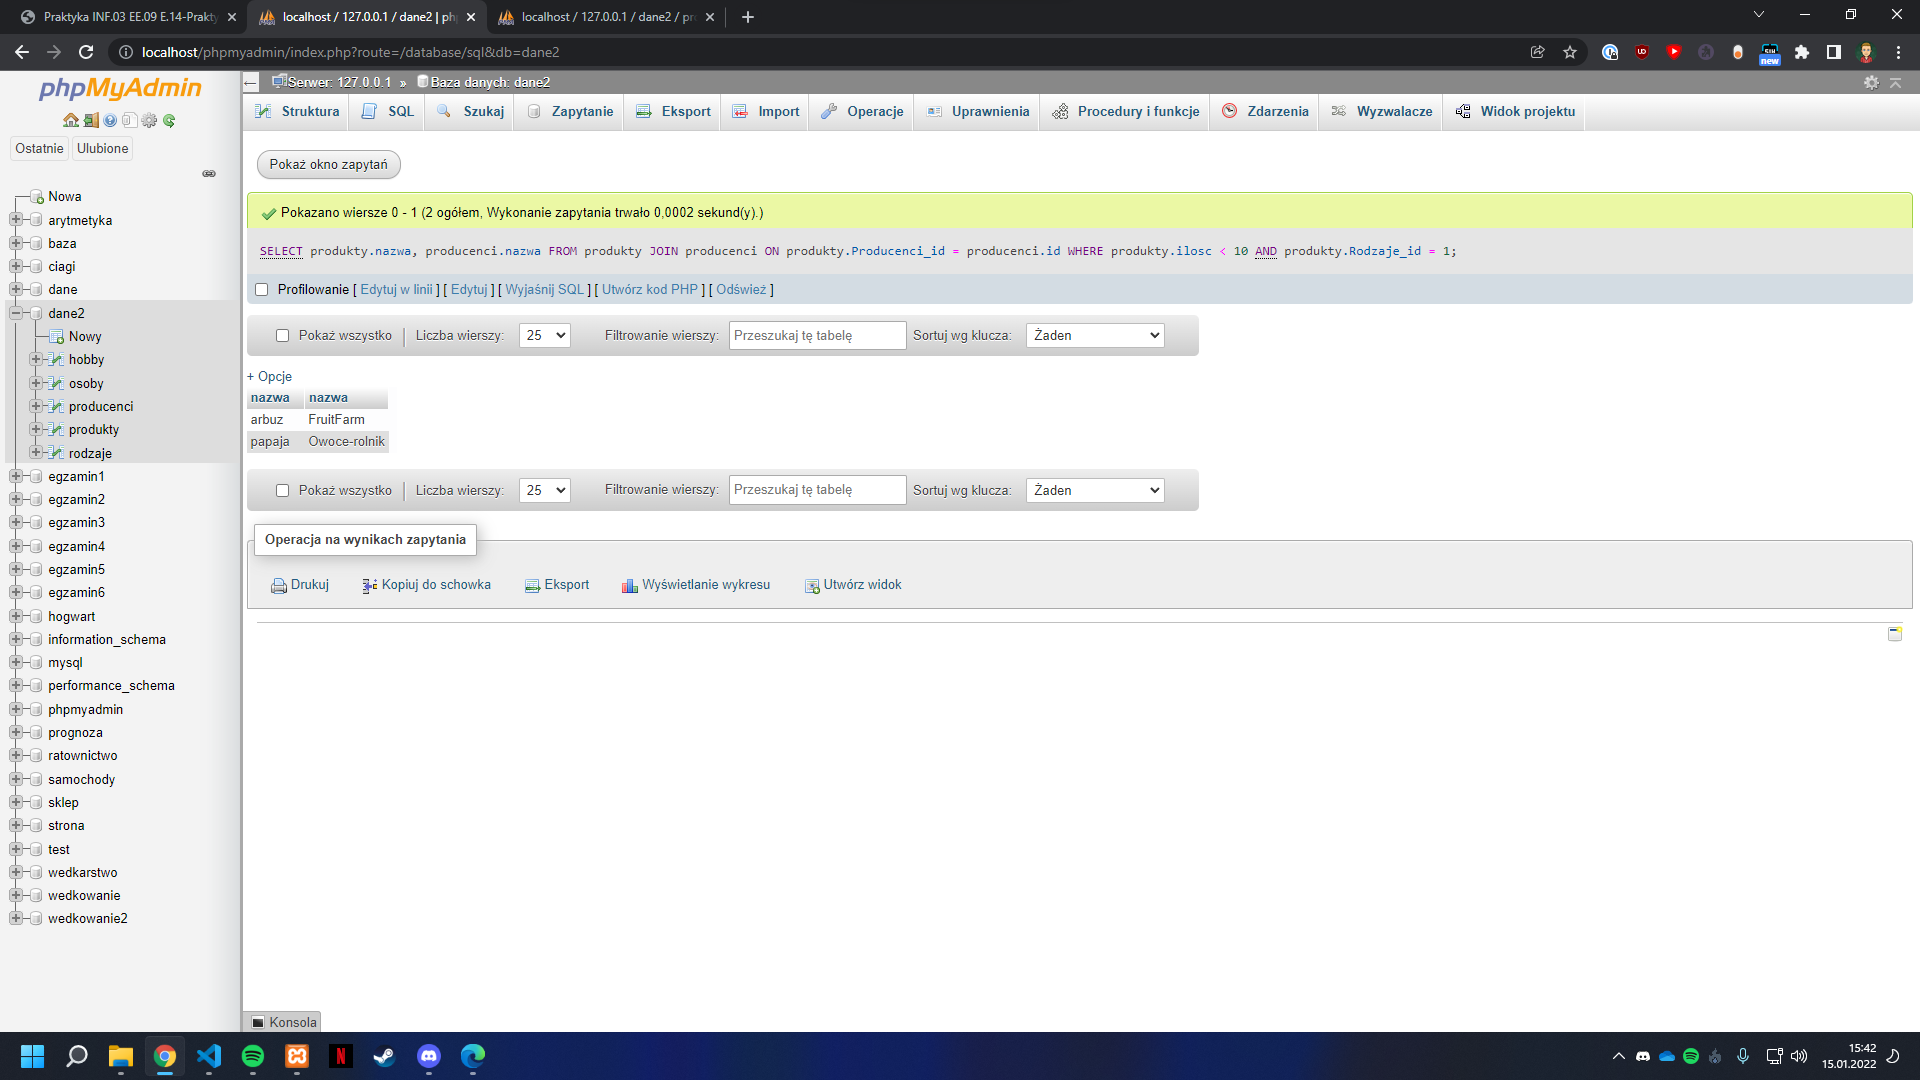 Praktyka INF.03 EE.09 E.14-Prakty
localhost / 127.0.0.1 / dane2 | ph
localhost / 127.0.0.1 / dane2 / pr
localhost/phpmyadmin/index.php?route=/database/sql&db=dane2
new
phpMyAdmin
Ostatnie
Ulubione
Nowa
arytmetyka
baza
ciagi
dane
dane2
Nowy
hobby
osoby
producenci
produkty
rodzaje
egzamin1
egzamin2
egzamin3
egzamin4
egzamin5
egzamin6
hogwart
information_schema
mysql
performance_schema
phpmyadmin
prognoza
ratownictwo
samochody
sklep
strona
test
wedkarstwo
wedkowanie
wedkowanie2
Serwer: 127.0.0.1 » Baza danych: dane2
Struktura SQL Szukaj Zapytanie Eksport Import Operacje Uprawnienia Procedury i funkcje Zdarzenia Wyzwalacze Widok projektu
Pokaż okno zapytań
Pokazano wiersze 0 - 1 (2 ogółem, Wykonanie zapytania trwało 0,0002 sekund(y).)
SELECT produkty.nazwa, producenci.nazwa FROM produkty JOIN producenci ON produkty.Producenci_id = producenci.id WHERE produkty.ilosc < 10 AND produkty.Rodzaje_id = 1;
Profilowanie [ Edytuj w linii ] [ Edytuj ] [ Wyjaśnij SQL ] [ Utwórz kod PHP ] [ Odśwież ]
Pokaż wszystko Liczba wierszy: 25 Filtrowanie wierszy: Przeszukaj tę tabelę Sortuj wg klucza: Żaden
+ Opcje
nazwa nazwa
arbuz FruitFarm
papaja Owoce-rolnik
Pokaż wszystko Liczba wierszy: 25 Filtrowanie wierszy: Przeszukaj tę tabelę Sortuj wg klucza: Żaden
Operacja na wynikach zapytania
Drukuj Kopiuj do schowka Eksport Wyświetlanie wykresu Utwórz widok
Konsola
15:42
15.01.2022